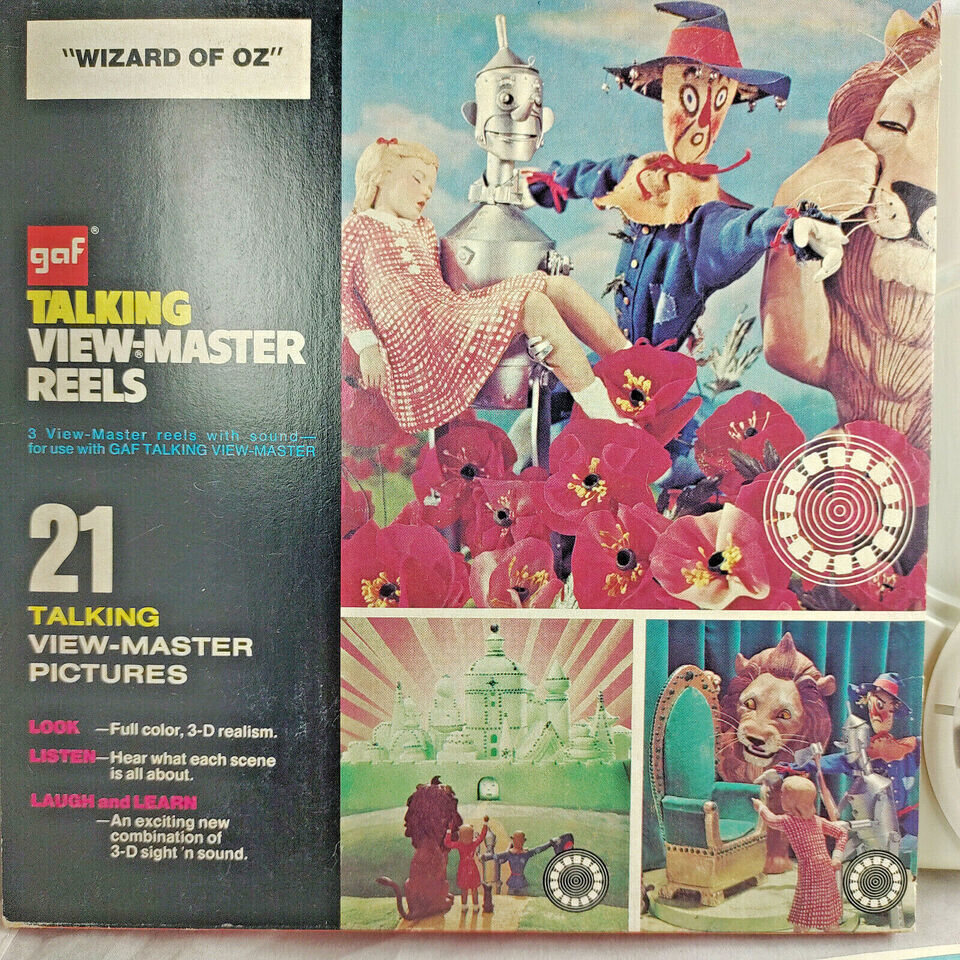 "WIZARD OF OZ"
gaf®
TALKING
VIEW-MASTER®
REELS
3 View-Master reels with sound—
for use with GAF TALKING VIEW-MASTER
21
TALKING
VIEW-MASTER
PICTURES
LOOK —Full color, 3-D realism.
LISTEN—Hear what each scene
is all about.
LAUGH and LEARN
—An exciting new
combination of
3-D sight 'n sound.